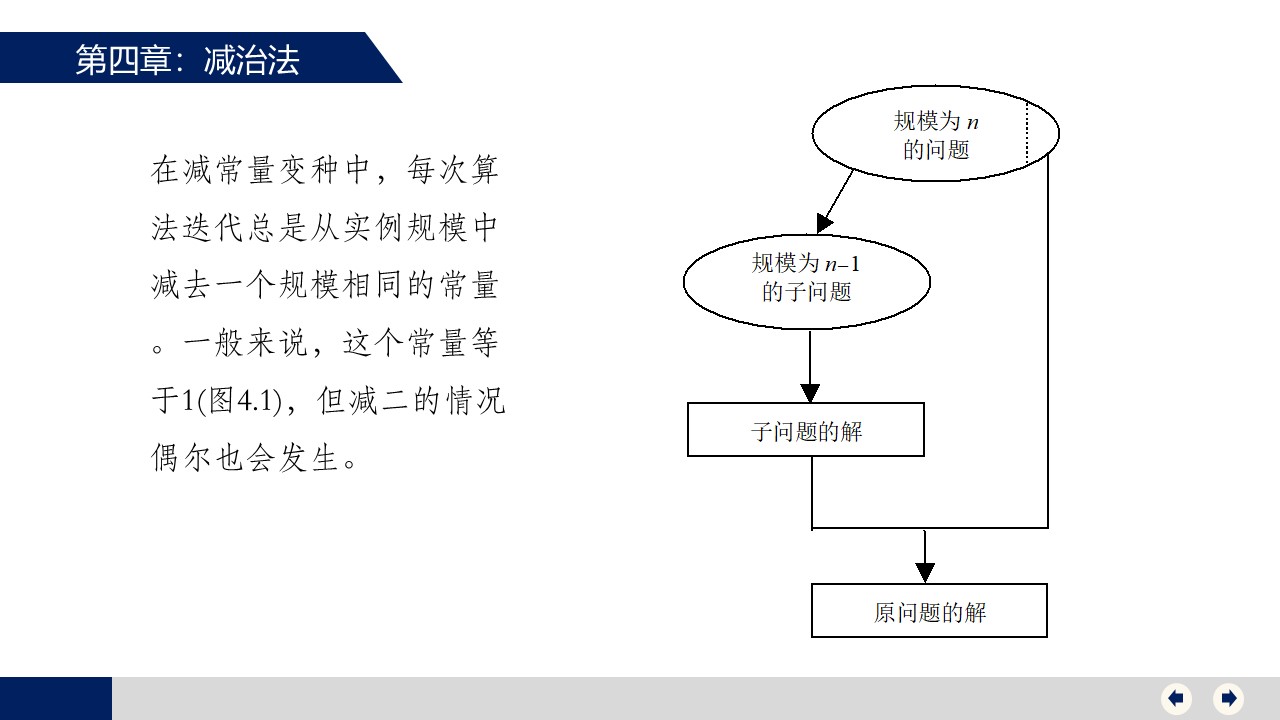 第四章：减治法
在减常量变种中，每次算
法迭代总是从实例规模中
减去一个规模相同的常量
。一般来说，这个常量等
于1(图4.1)，但减二的情况
偶尔也会发生。
规模为 n
的问题
规模为 n–1
的子问题
子问题的解
原问题的解